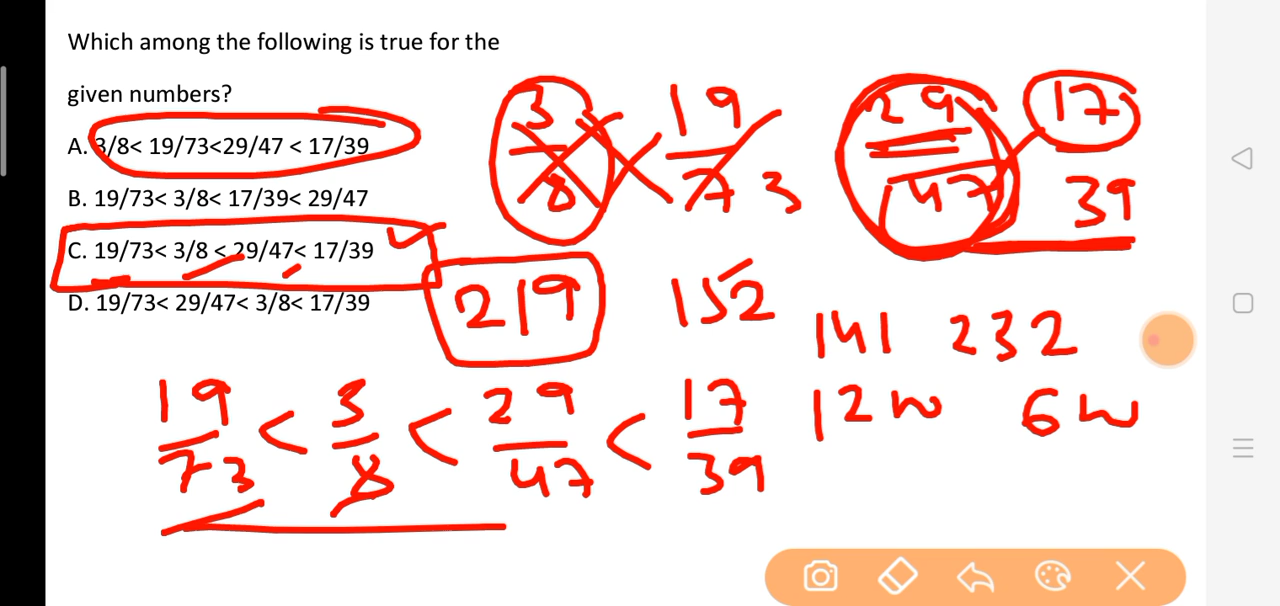 Which among the following is true for the
given numbers?
A. 3/8< 19/73<29/47 < 17/39
B. 19/73< 3/8< 17/39< 29/47
C. 19/73< 3/8 < 29/47< 17/39
D. 19/73< 29/47< 3/8< 17/39
3/8 19/73 29/47 17/39
219 152
141 232
12 6
19/73 < 3/8 < 29/47 < 17/39